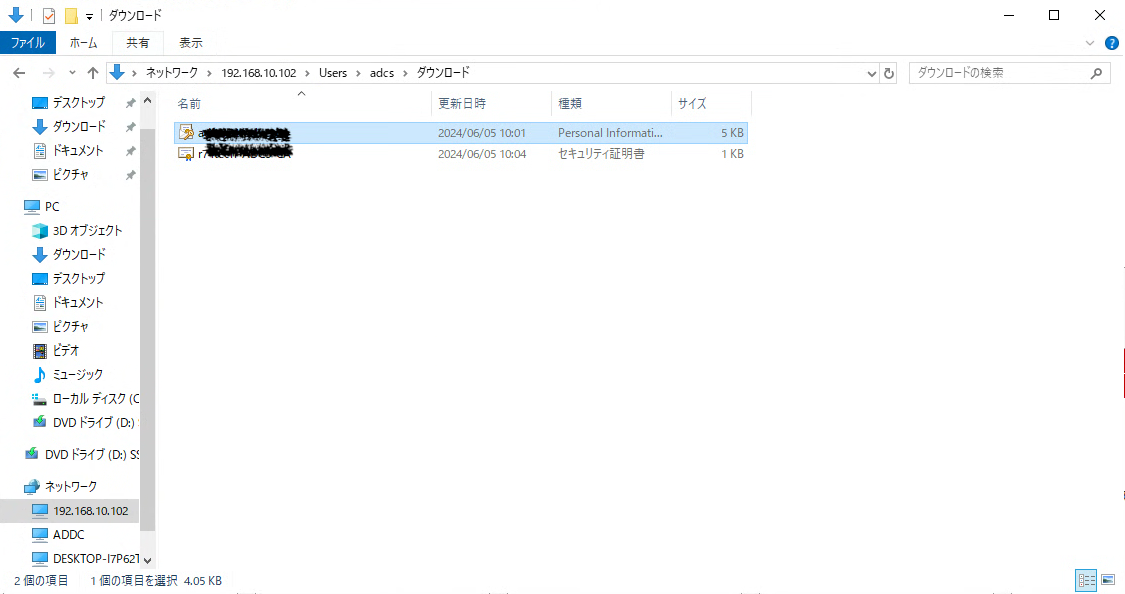 ダウンロード
ファイル ホーム 共有 表示
ネットワーク › 192.168.10.102 › Users › adcs › ダウンロード
ダウンロードの検索
名前 更新日時 種類 サイズ
2024/06/05 10:01 Personal Informati... 5 KB
2024/06/05 10:04 セキュリティ証明書 1 KB
デスクトップ
ダウンロード
ドキュメント
ピクチャ
PC
3D オブジェクト
ダウンロード
デスクトップ
ドキュメント
ピクチャ
ビデオ
ミュージック
ローカル ディスク (C
DVD ドライブ (D:)
DVD ドライブ (D:) SS
ネットワーク
192.168.10.102
ADDC
DESKTOP-I7P62T
2 個の項目 1 個の項目を選択 4.05 KB